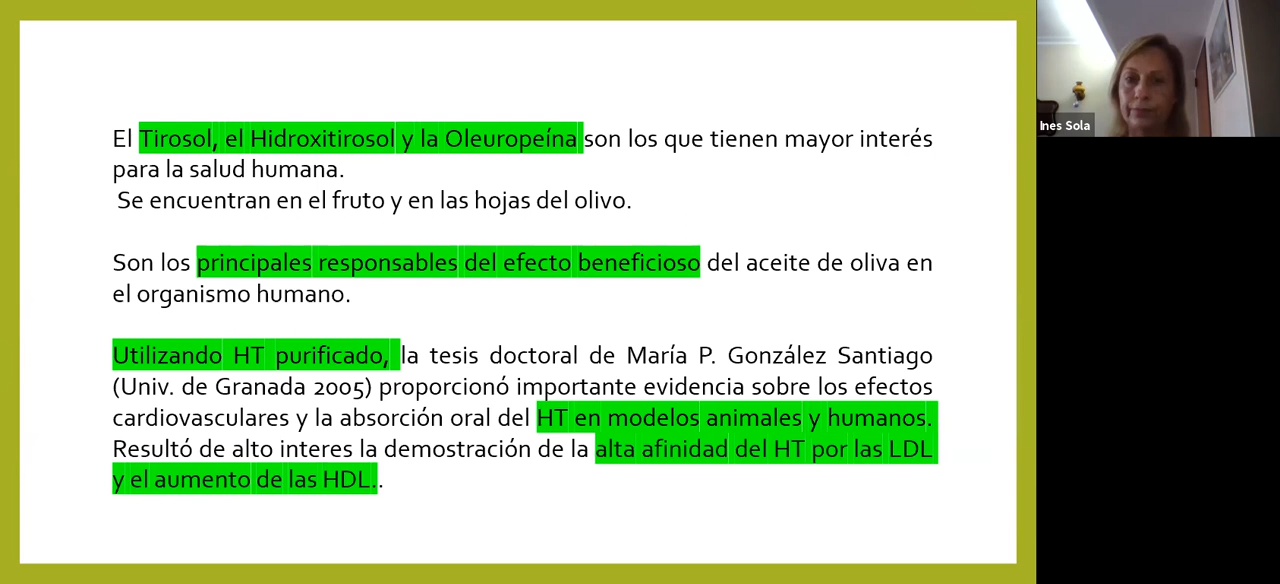 El Tirosol, el Hidroxitirosol y la Oleuropeína son los que tienen mayor interés
para la salud humana.
Se encuentran en el fruto y en las hojas del olivo.
Son los principales responsables del efecto beneficioso del aceite de oliva en
el organismo humano.
Utilizando HT purificado, la tesis doctoral de María P. González Santiago
(Univ. de Granada 2005) proporcionó importante evidencia sobre los efectos
cardiovasculares y la absorción oral del HT en modelos animales y humanos.
Resultó de alto interes la demostración de la alta afinidad del HT por las LDL
y el aumento de las HDL..
Ines Sola